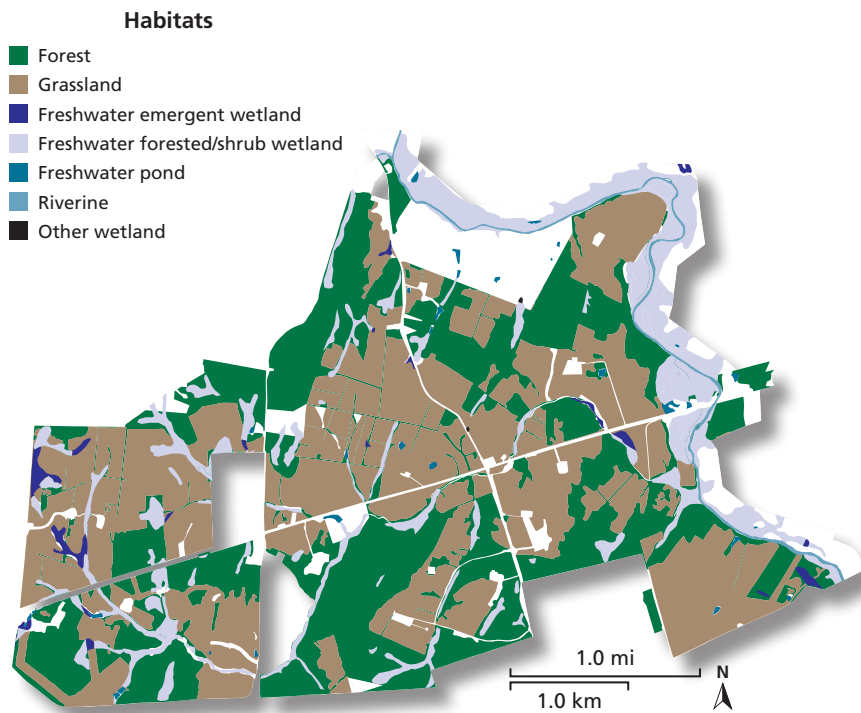 Habitats
Forest
Grassland
Freshwater emergent wetland
Freshwater forested/shrub wetland
Freshwater pond
Riverine
Other wetland
1.0 mi
1.0 km
N